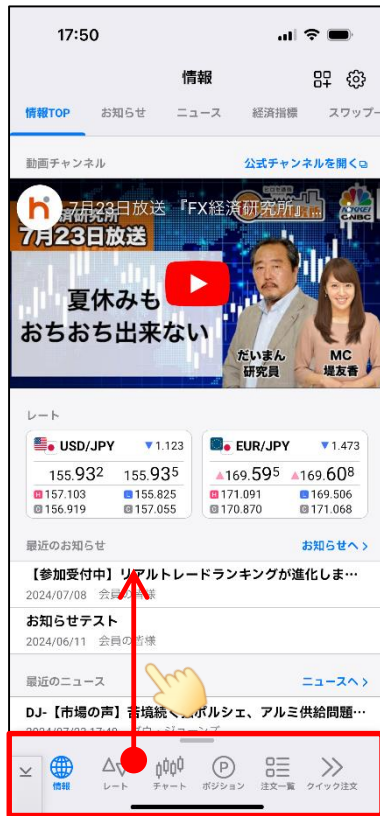 17:50
情報
情報TOP お知らせ ニュース 経済指標 スワップ
動画チャンネル 公式チャンネルを開く
7月23日放送 『FX経済研究所』...
7月23日放送
夏休みも
おちおち出来ない
だいまん
研究員
MC
堤友香
レート
USD/JPY ▼1.123
155.932 155.935
H 157.103 L 155.825
O 156.919 C 157.055
EUR/JPY ▼1.473
▲169.595 ▲169.608
H 171.091 L 169.506
O 170.870 C 171.068
最近のお知らせ お知らせへ >
【参加受付中】リアルトレードランキングが進化しま…
2024/07/08 会員の皆様
お知らせテスト
2024/06/11 会員の皆様
最近のニュース ニュースへ >
DJ-【市場の声】苦境続くポルシェ、アルミ供給問題…
情報 レート チャート P ポジション 注文一覧 クイック注文